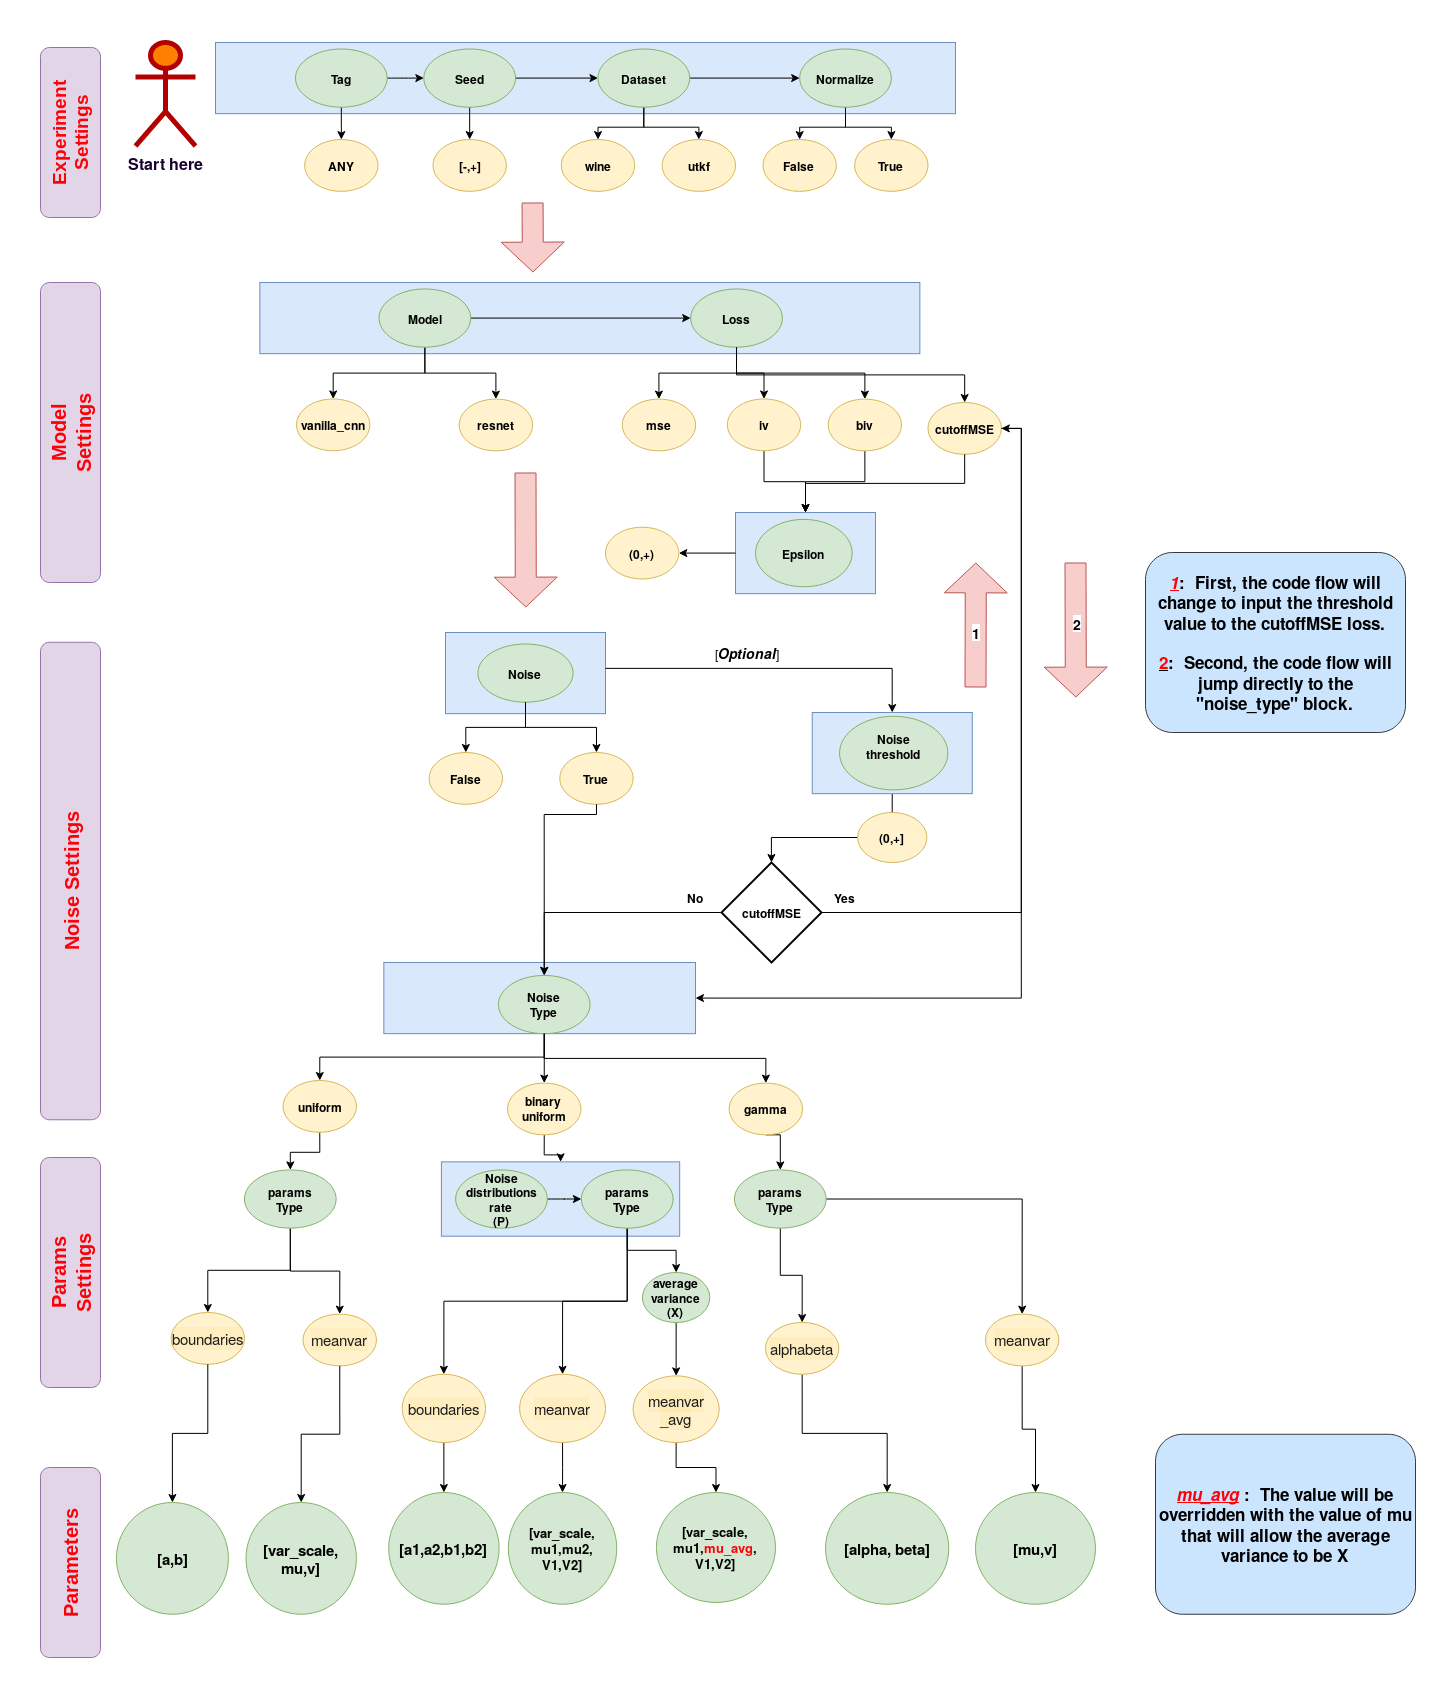 Experiment
Settings
Start here
Tag
Seed
Dataset
Normalize
ANY
[-,+]
wine
utkf
False
True
Model
Settings
Model
Loss
vanilla_cnn
resnet
mse
iv
biv
cutoffMSE
(0,+)
Epsilon
1
2
1: First, the code flow will
change to input the threshold
value to the cutoffMSE loss.
2: Second, the code flow will
jump directly to the
"noise_type" block.
Noise Settings
Noise
[Optional]
Noise
threshold
False
True
(0,+]
No
cutoffMSE
Yes
Noise
Type
uniform
binary
uniform
gamma
Params
Settings
params
Type
Noise
distributions
rate
(P)
params
Type
params
Type
average
variance
(X)
boundaries
meanvar
boundaries
meanvar
meanvar
_avg
alphabeta
meanvar
Parameters
[a,b]
[var_scale,
mu,v]
[a1,a2,b1,b2]
[var_scale,
mu1,mu2,
V1,V2]
[var_scale,
mu1,mu_avg,
V1,V2]
[alpha, beta]
[mu,v]
mu_avg : The value will be
overridden with the value of mu
that will allow the average
variance to be X